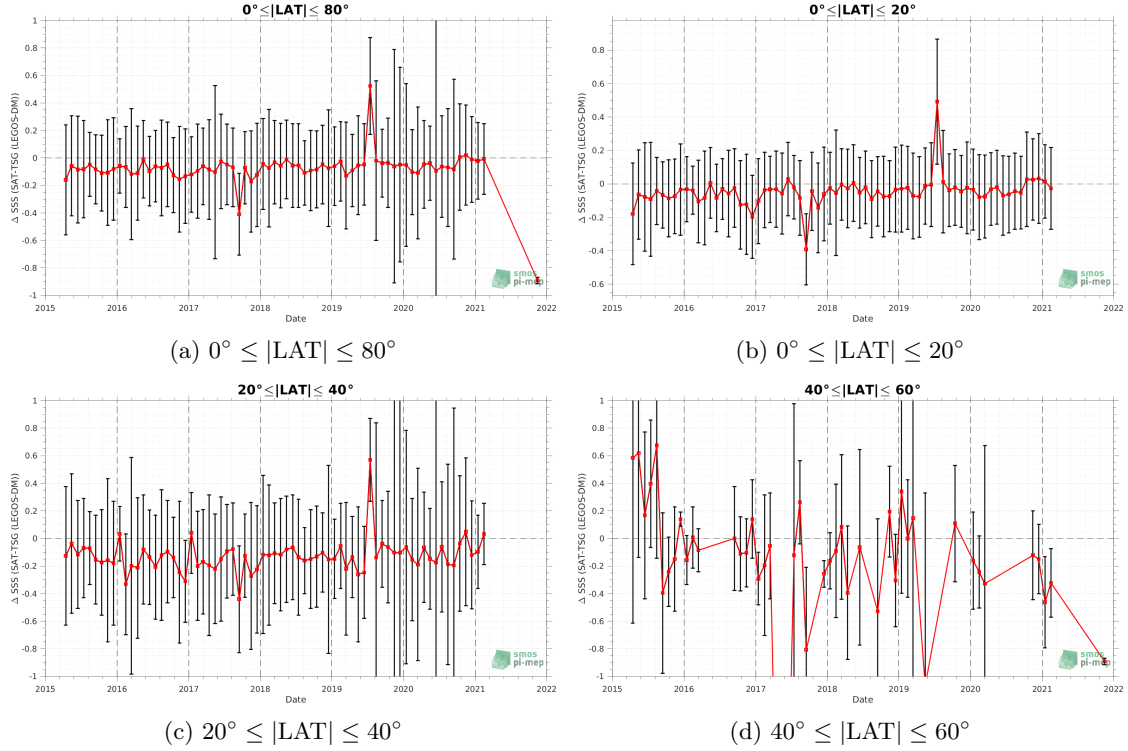 0°≤|LAT|≤ 80°
Δ SSS (SAT-TSG (LEGOS-DM))
1
0.8
0.6
0.4
0.2
0
-0.2
-0.4
-0.6
-0.8
-1
2015 2016 2017 2018 2019 2020 2021 2022
Date
smos
pi-mep
(a) 0° ≤ |LAT| ≤ 80°
0°≤|LAT|≤ 20°
Δ SSS (SAT-TSG (LEGOS-DM))
0.8
0.6
0.4
0.2
0
-0.2
-0.4
-0.6
2015 2016 2017 2018 2019 2020 2021 2022
Date
smos
pi-mep
(b) 0° ≤ |LAT| ≤ 20°
20°≤|LAT|≤ 40°
Δ SSS (SAT-TSG (LEGOS-DM))
1
0.8
0.6
0.4
0.2
0
-0.2
-0.4
-0.6
-0.8
-1
2015 2016 2017 2018 2019 2020 2021 2022
Date
smos
pi-mep
(c) 20° ≤ |LAT| ≤ 40°
40°≤|LAT|≤ 60°
Δ SSS (SAT-TSG (LEGOS-DM))
1
0.8
0.6
0.4
0.2
0
-0.2
-0.4
-0.6
-0.8
-1
2015 2016 2017 2018 2019 2020 2021 2022
Date
smos
pi-mep
(d) 40° ≤ |LAT| ≤ 60°